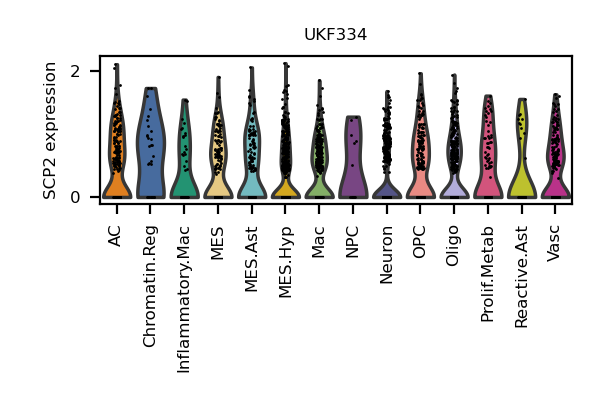 UKF334
SCP2 expression
2
0
AC
Chromatin.Reg
Inflammatory.Mac
MES
MES.Ast
MES.Hyp
Mac
NPC
Neuron
OPC
Oligo
Prolif.Metab
Reactive.Ast
Vasc